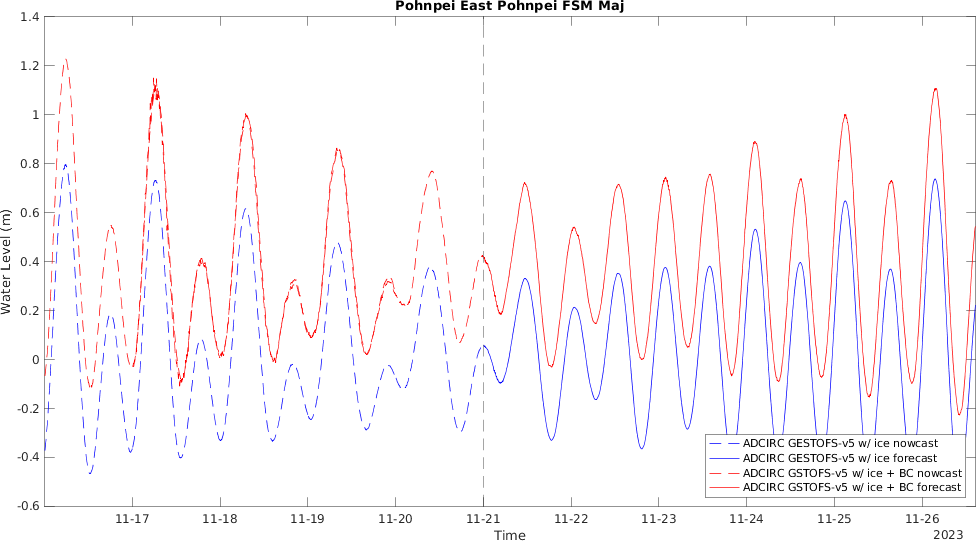 Pohnpei East Pohnpei FSM Maj
1.4
1.2
1
0.8
0.6
0.4
0.2
0
-0.2
-0.4
-0.6
Water Level (m)
ADCIRC GESTOFS-v5 w/ ice nowcast
ADCIRC GESTOFS-v5 w/ ice forecast
ADCIRC GSTOFS-v5 w/ ice + BC nowcast
ADCIRC GSTOFS-v5 w/ ice + BC forecast
11-17 11-18 11-19 11-20 11-21 11-22 11-23 11-24 11-25 11-26
Time
2023